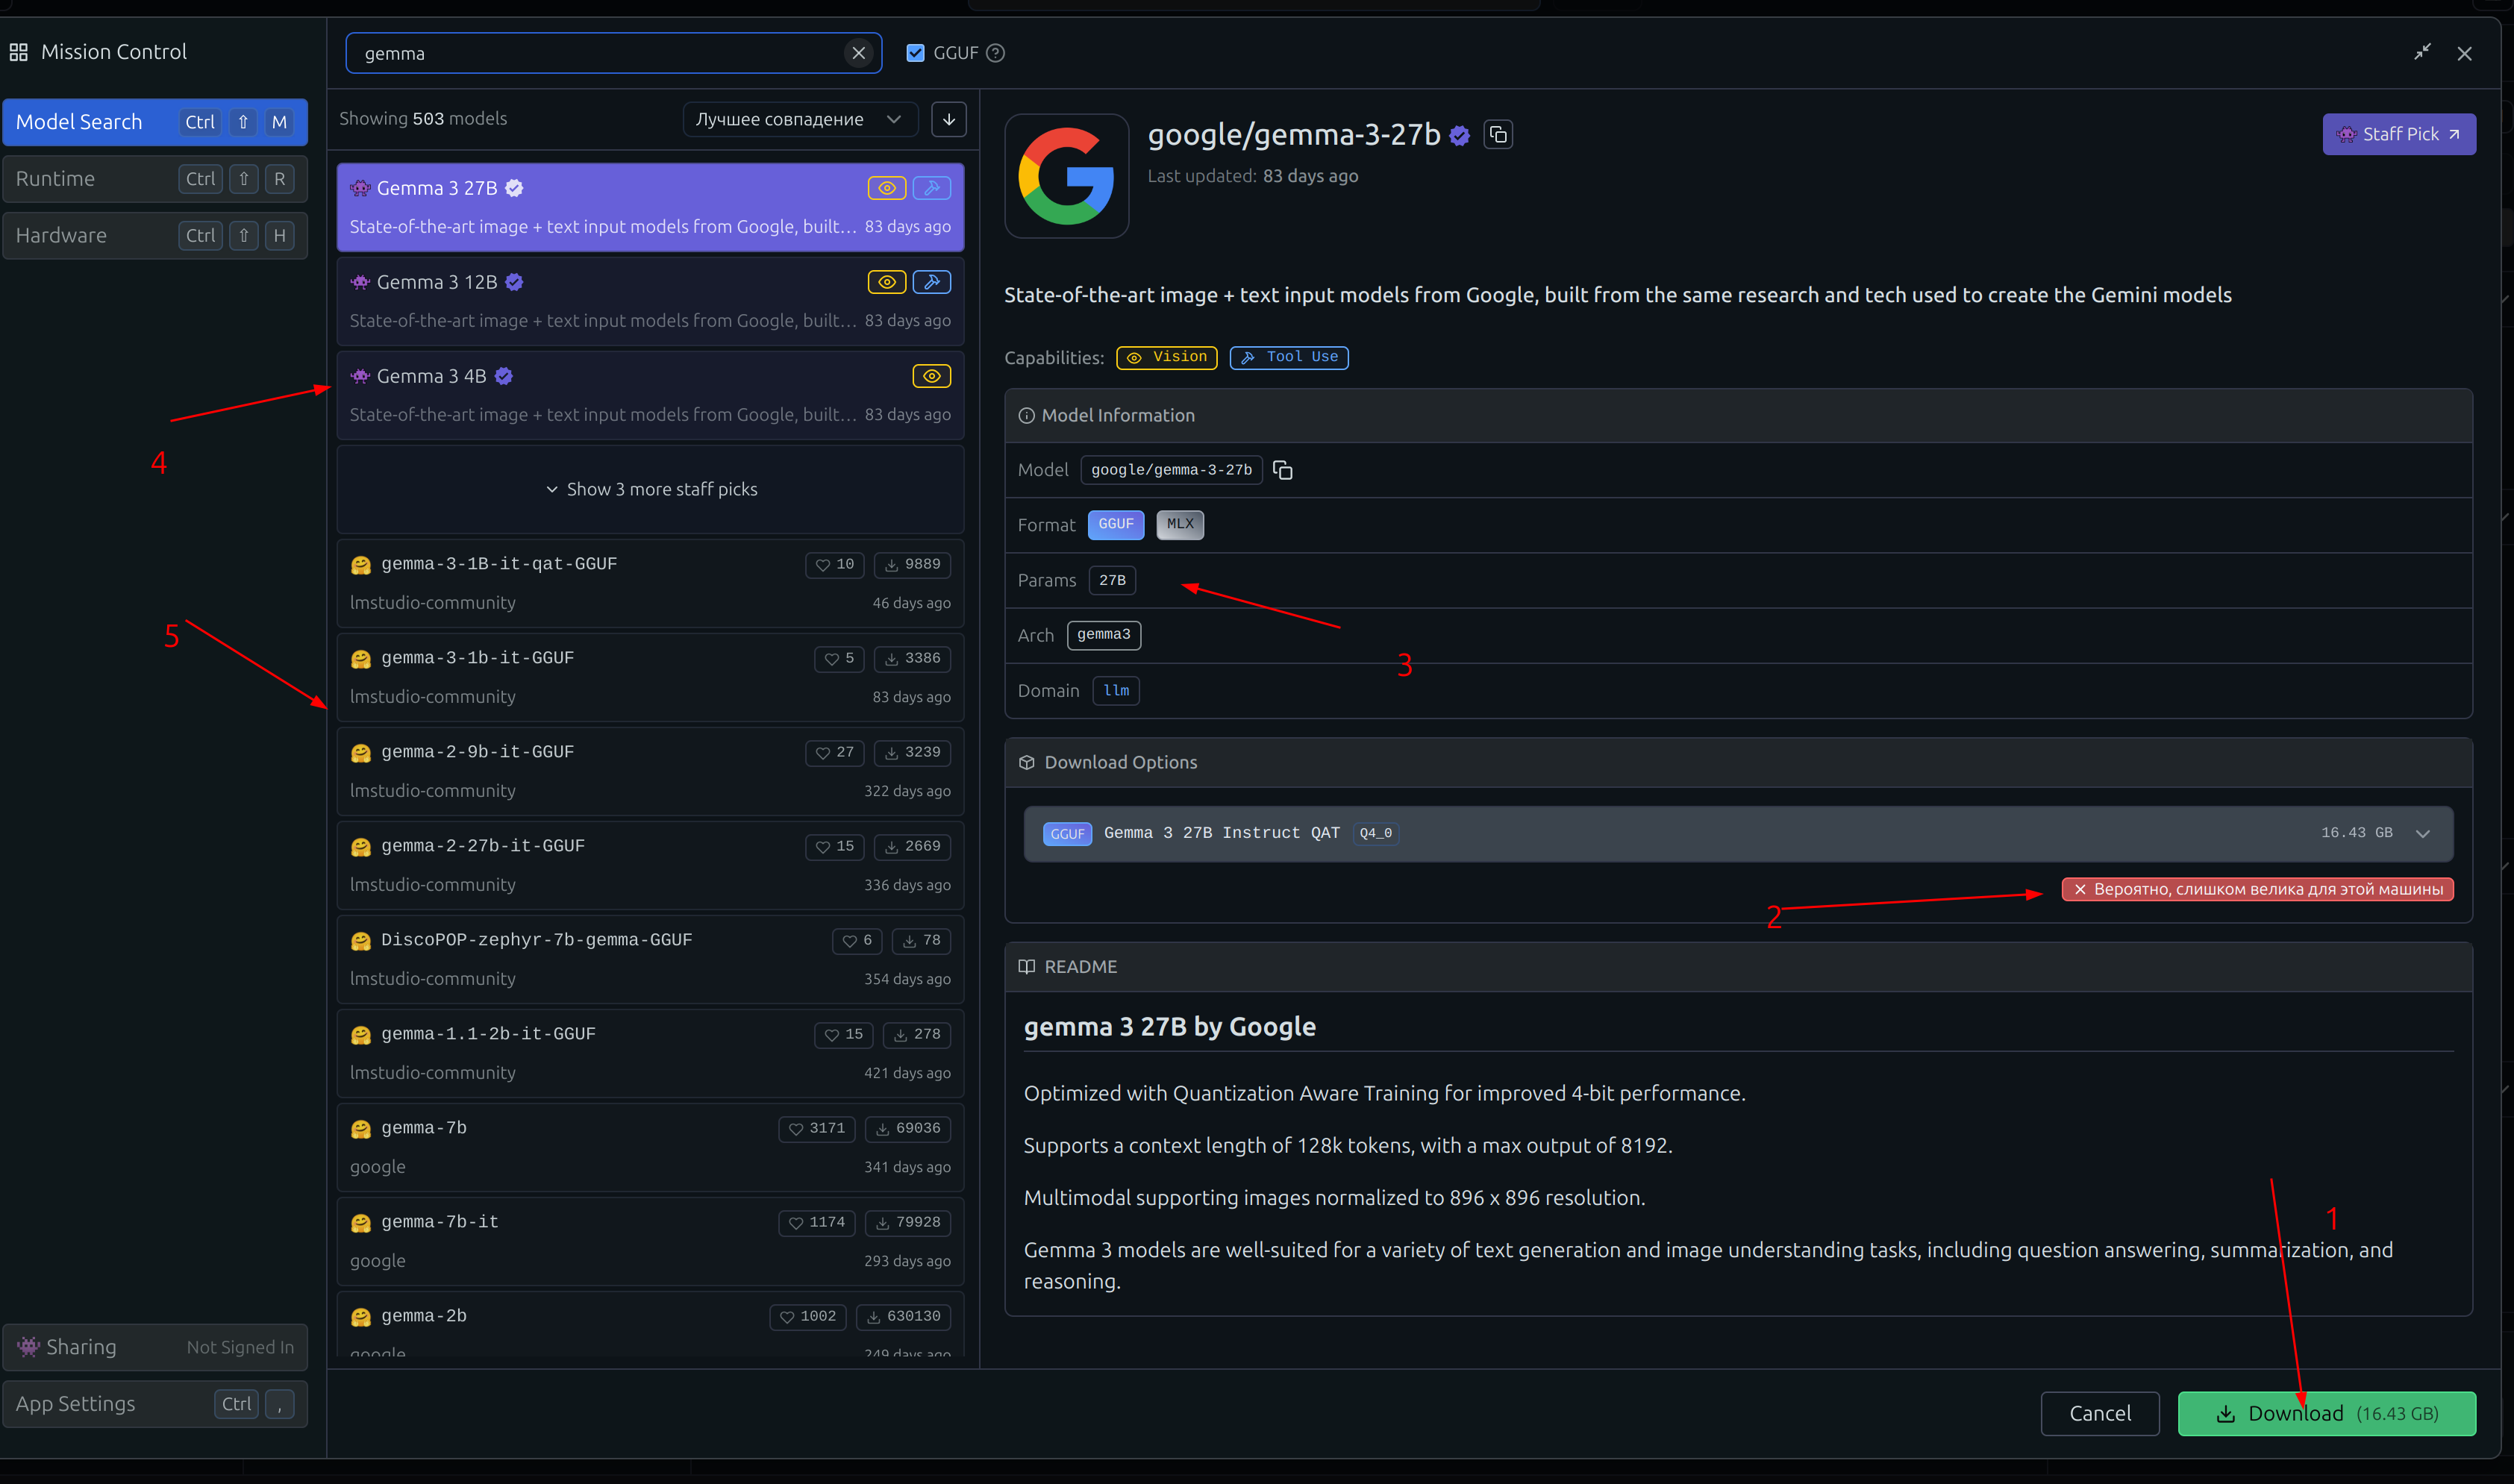 Mission Control
Model Search Ctrl ⇧ M
Runtime Ctrl ⇧ R
Hardware Ctrl ⇧ H
4
5
Sharing Not Signed In
App Settings Ctrl ,
gemma
GGUF
Showing 503 models
Лучшее совпадение
Gemma 3 27B
State-of-the-art image + text input models from Google, built... 83 days ago
Gemma 3 12B
State-of-the-art image + text input models from Google, built... 83 days ago
Gemma 3 4B
State-of-the-art image + text input models from Google, built... 83 days ago
Show 3 more staff picks
gemma-3-1B-it-qat-GGUF 10 9889
lmstudio-community 46 days ago
gemma-3-1b-it-GGUF 5 3386
lmstudio-community 83 days ago
gemma-2-9b-it-GGUF 27 3239
lmstudio-community 322 days ago
gemma-2-27b-it-GGUF 15 2669
lmstudio-community 336 days ago
DiscoPOP-zephyr-7b-gemma-GGUF 6 78
lmstudio-community 354 days ago
gemma-1.1-2b-it-GGUF 15 278
lmstudio-community 421 days ago
gemma-7b 3171 69036
google 341 days ago
gemma-7b-it 1174 79928
google 293 days ago
gemma-2b 1002 630130
google 249 days ago
google/gemma-3-27b
Staff Pick
Last updated: 83 days ago
State-of-the-art image + text input models from Google, built from the same research and tech used to create the Gemini models
Capabilities: Vision Tool Use
Model Information
Model google/gemma-3-27b
Format GGUF MLX
Params 27B
3
Arch gemma3
Domain llm
Download Options
GGUF Gemma 3 27B Instruct QAT Q4_0 16.43 GB
2
Вероятно, слишком велика для этой машины
README
gemma 3 27B by Google
Optimized with Quantization Aware Training for improved 4-bit performance.
Supports a context length of 128k tokens, with a max output of 8192.
Multimodal supporting images normalized to 896 x 896 resolution.
1
Gemma 3 models are well-suited for a variety of text generation and image understanding tasks, including question answering, summarization, and
reasoning.
Cancel
Download (16.43 GB)